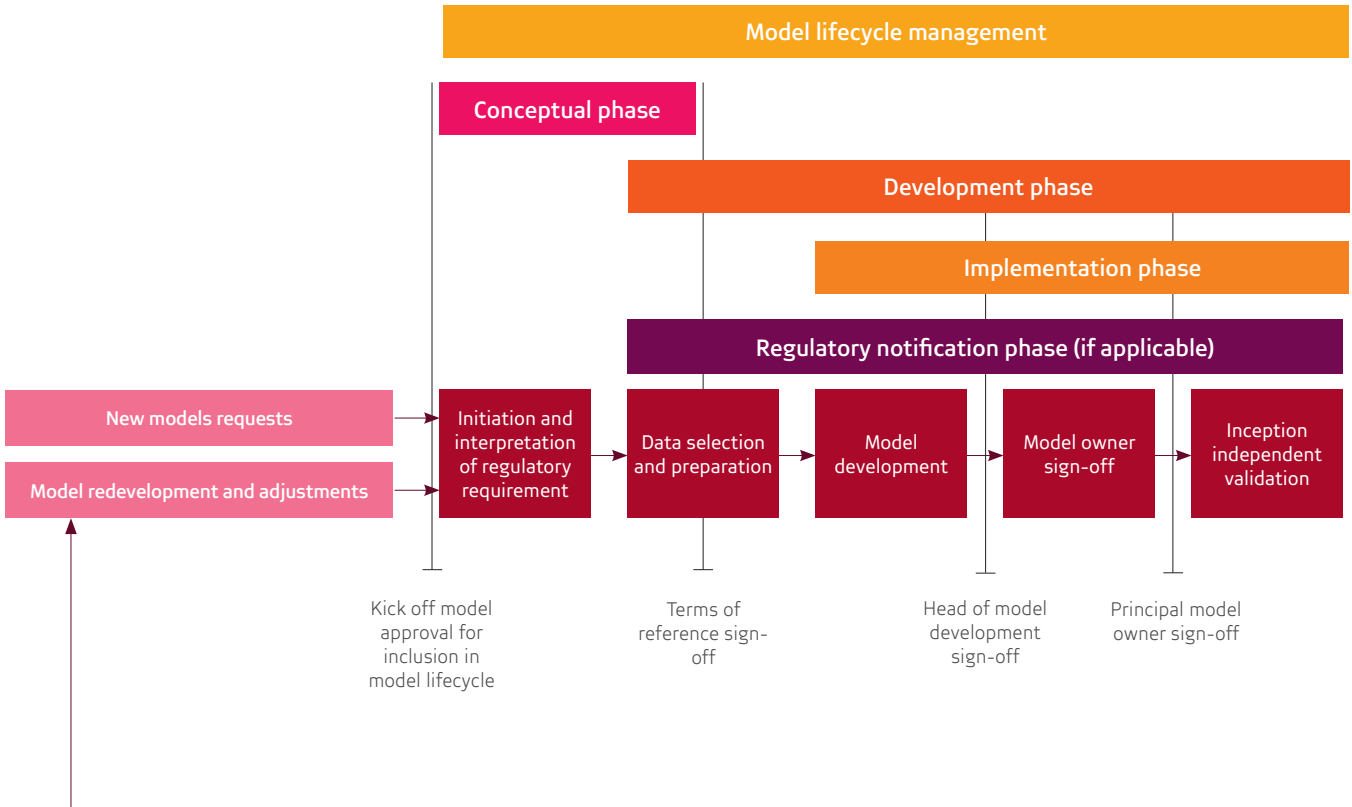 Model lifecycle management
Conceptual phase
Development phase
Implementation phase
Regulatory notification phase (if applicable)
New models requests
Model redevelopment and adjustments
Initiation and
interpretation
of regulatory
requirement
Data selection
and preparation
Model
development
Model owner
sign-off
Inception
independent
validation
Kick off model
approval for
inclusion in
model lifecycle
Terms of
reference sign-
off
Head of model
development
sign-off
Principal model
owner sign-off